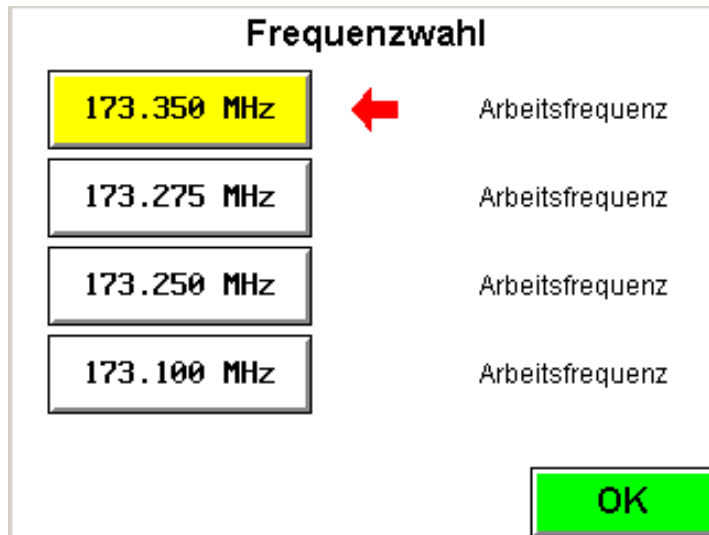 Frequenzwahl
173.350 MHz Arbeitsfrequenz
173.275 MHz Arbeitsfrequenz
173.250 MHz Arbeitsfrequenz
173.100 MHz Arbeitsfrequenz
OK